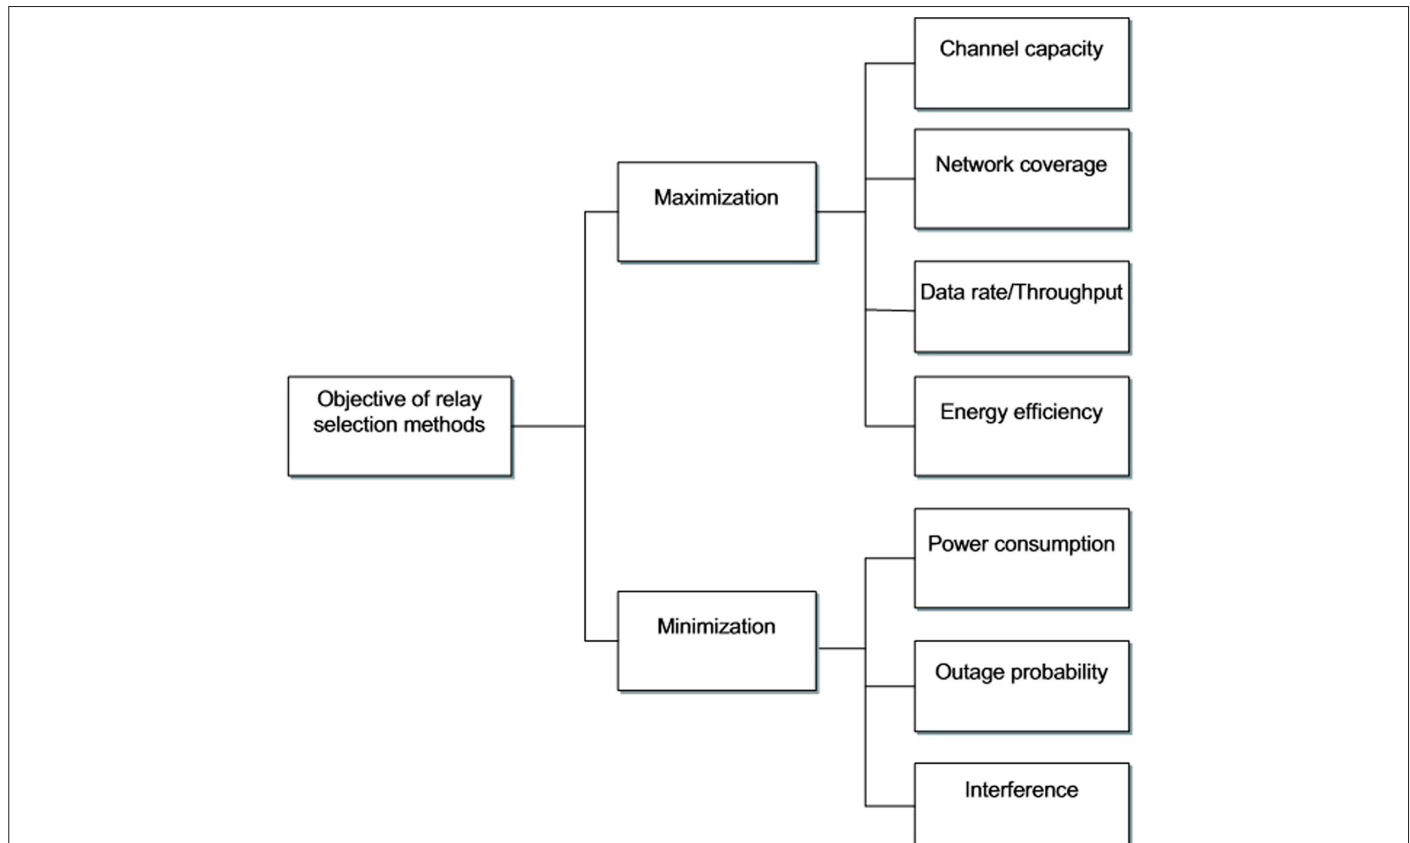 Channel capacity
Network coverage
Maximization
Data rate/Throughput
Objective of relay
selection methods
Energy efficiency
Power consumption
Minimization
Outage probability
Interference